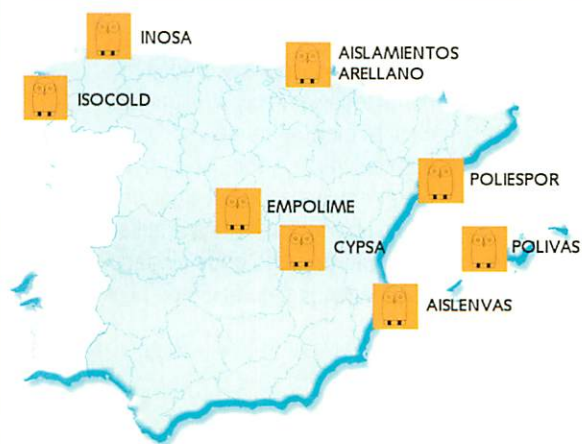 INOSA
AISLAMIENTOS
ARELLANO
ISOCOLD
POLIESPOR
EMPOLIME
CYPSA
POLIVAS
AISLENVAS